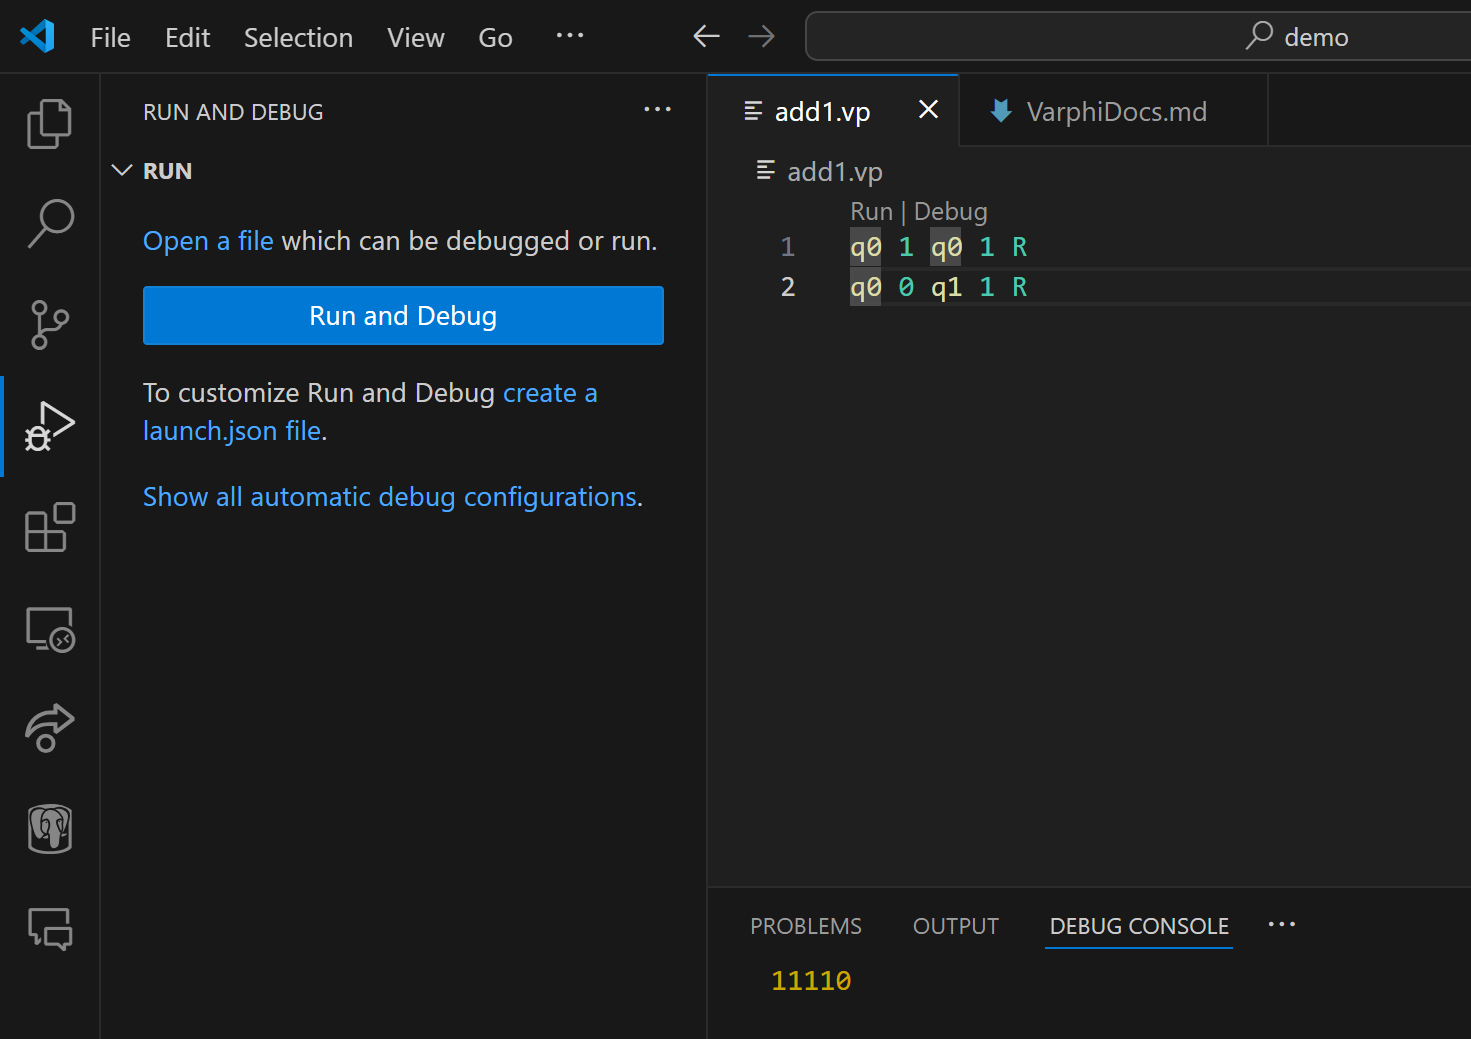 File Edit Selection View Go ···
demo
RUN AND DEBUG ···
RUN
Open a file which can be debugged or run.
Run and Debug
To customize Run and Debug create a
launch.json file.
Show all automatic debug configurations.
add1.vp
VarphiDocs.md
add1.vp
Run | Debug
1 q0 1 q0 1 R
2 q0 0 q1 1 R
PROBLEMS OUTPUT DEBUG CONSOLE ···
11110